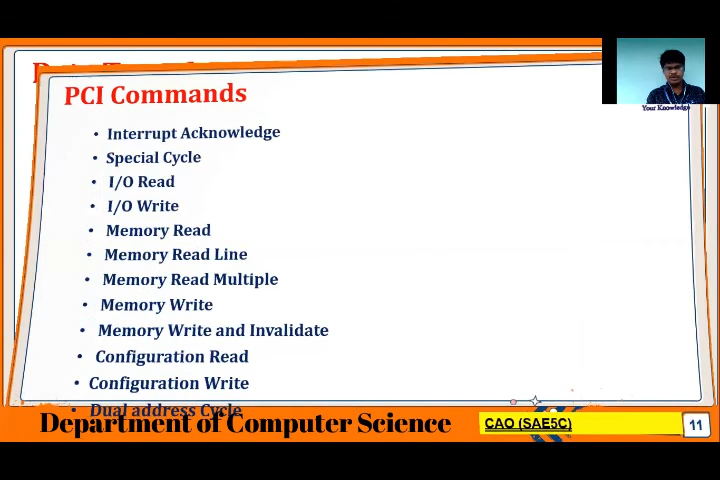 PCI Commands
Your Knowledge
• Interrupt Acknowledge
• Special Cycle
• I/O Read
• I/O Write
• Memory Read
• Memory Read Line
• Memory Read Multiple
• Memory Write
• Memory Write and Invalidate
• Configuration Read
• Configuration Write
• Dual address Cycle
Department of Computer Science
CAO (SAE5C)
11